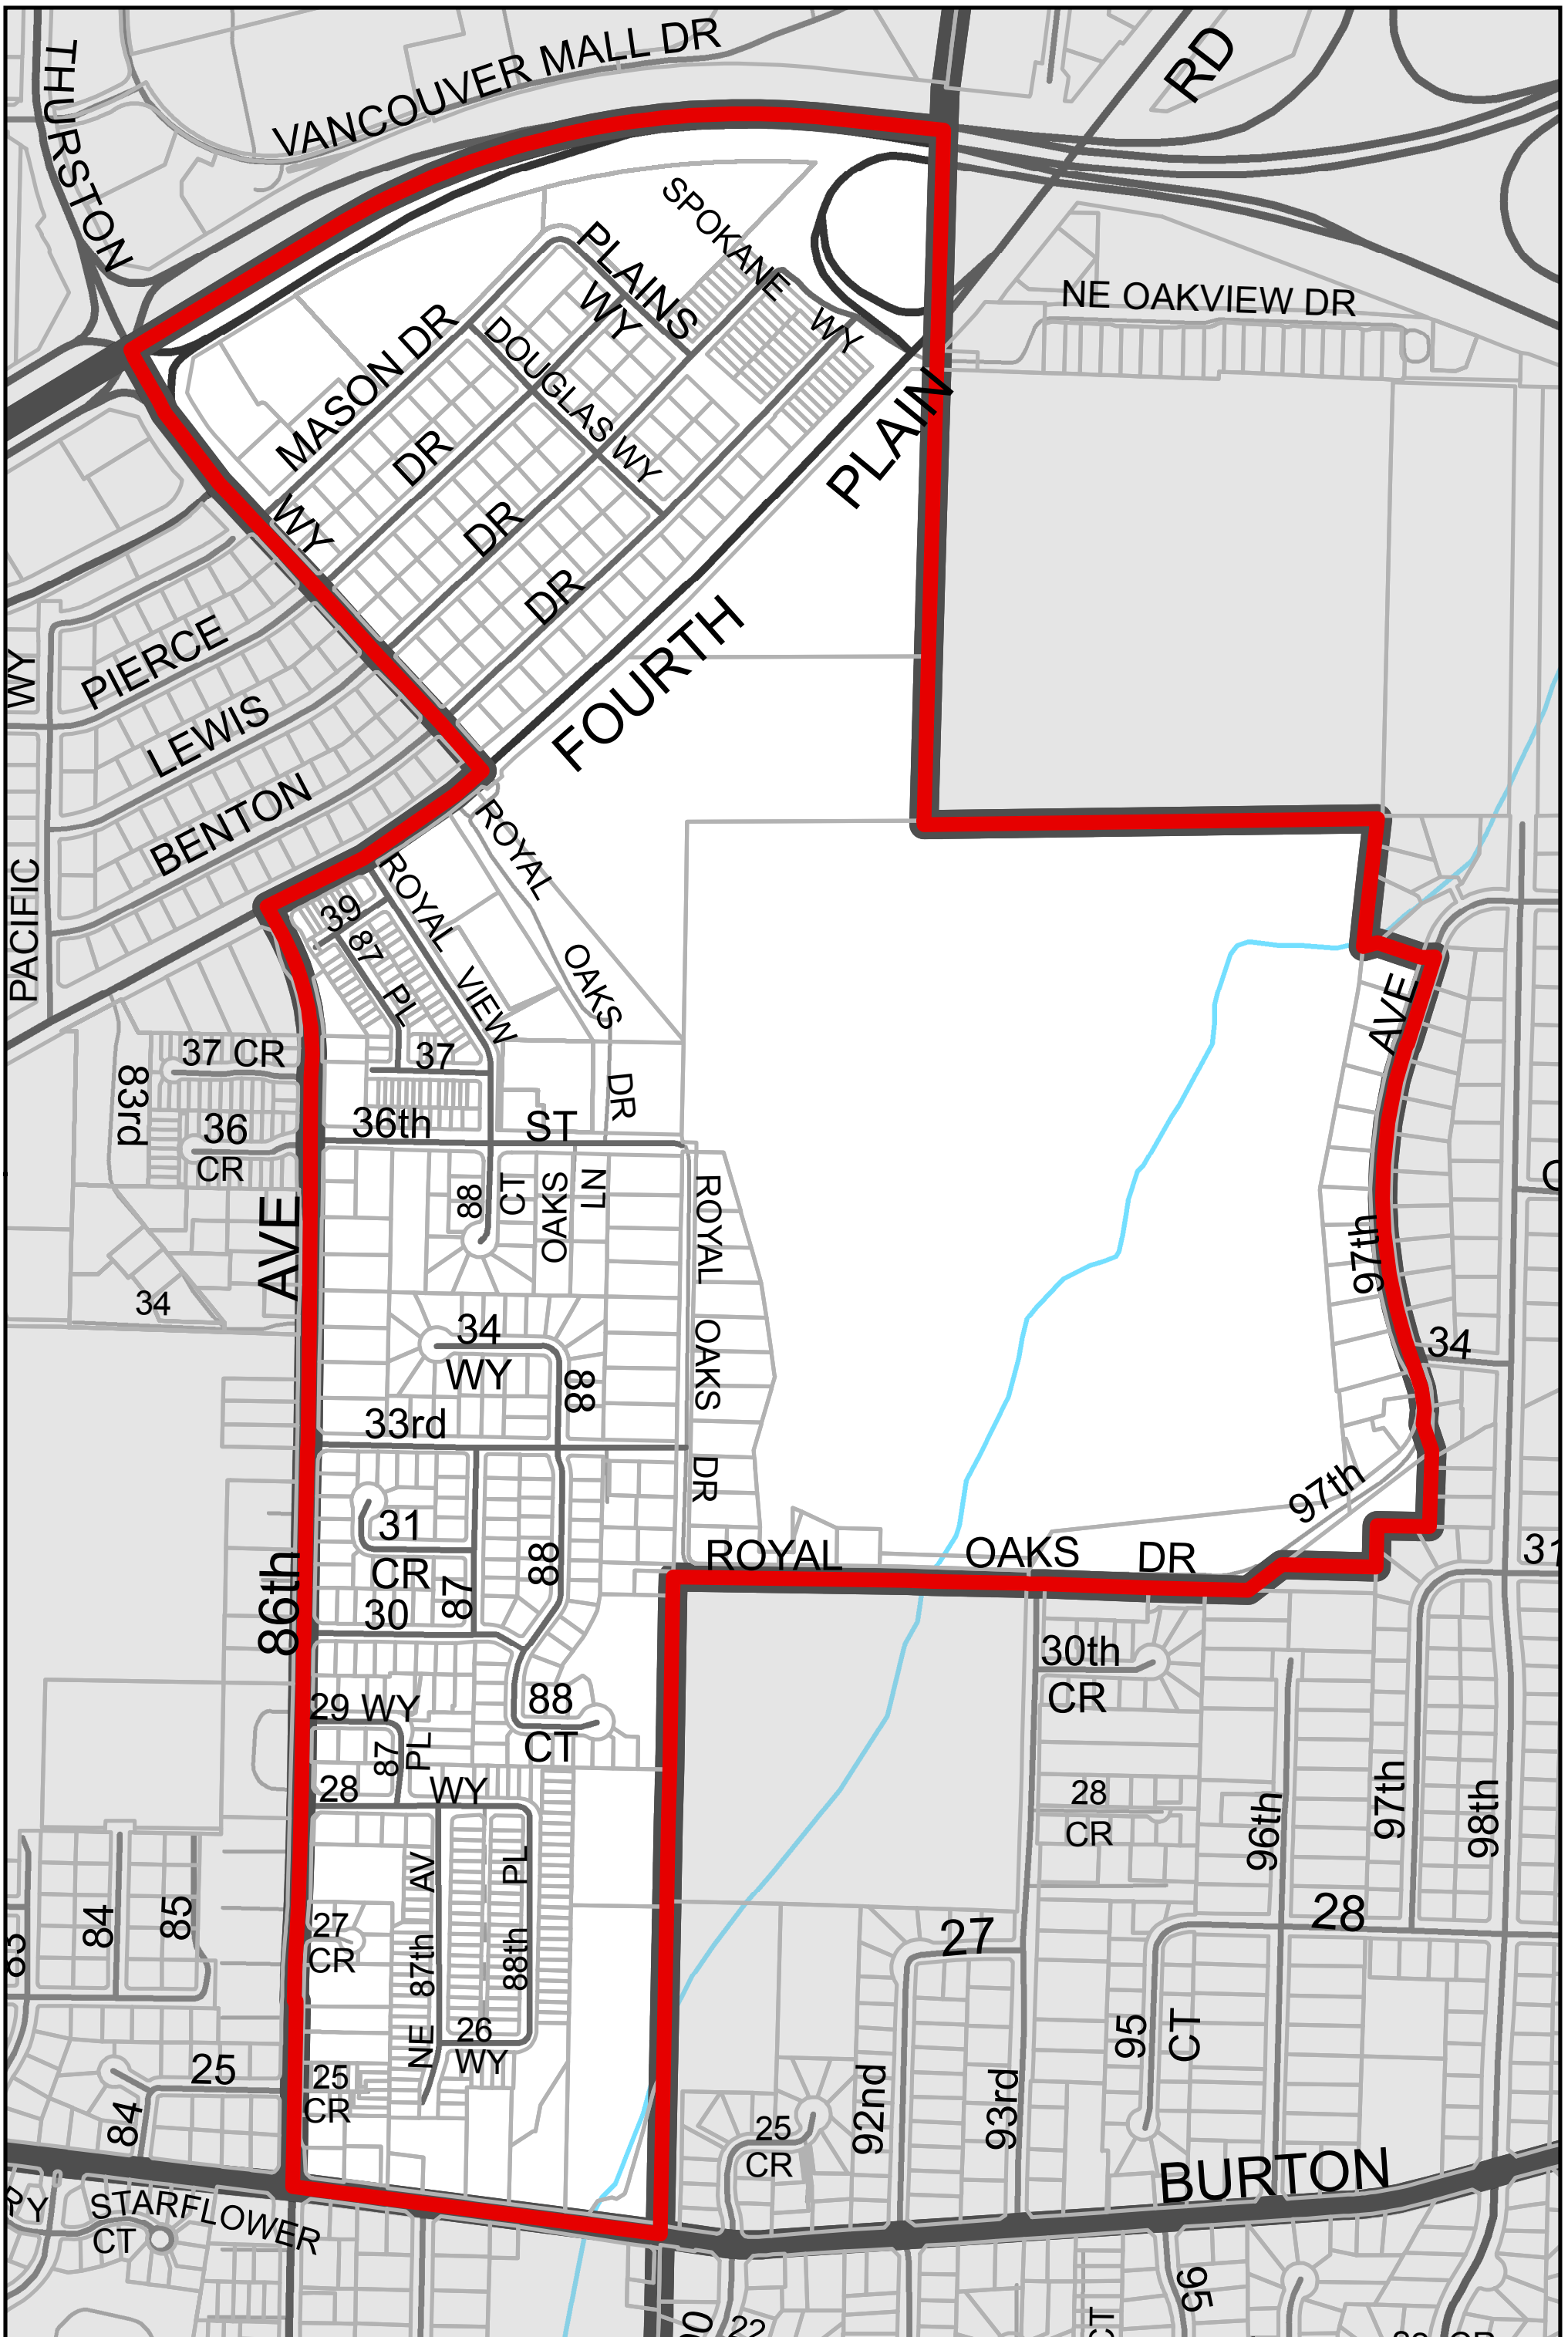 THURSTON
WY
VANCOUVER MALL DR
RD
NE OAKVIEW DR
SPOKANE
WY
PLAINS
WY
MASON DR
DOUGLAS WY
DR
DR
DR
FOURTH
PLAIN
PACIFIC
WY
PIERCE
LEWIS
BENTON
ROYAL
OAKS
DR
ROYAL
VIEW
39
87
PL
37
37 CR
83rd
36
CR
36th
ST
88
CT
OAKS
LN
ROYAL
OAKS
DR
AVE
97th
34
34
86th
AVE
34
WY
88
33rd
31
CR
87
88
30
97th
ROYAL
OAKS
DR
31
29 WY
87
PL
88
CT
28
WY
30th
CR
28
CR
96th
97th
98th
84
85
27
CR
NE
87th
AV
88th
PL
26
WY
27
28
25
84
25
CR
25
CR
92nd
93rd
95
CT
BURTON
STARFLOWER
CT
95
CT
22